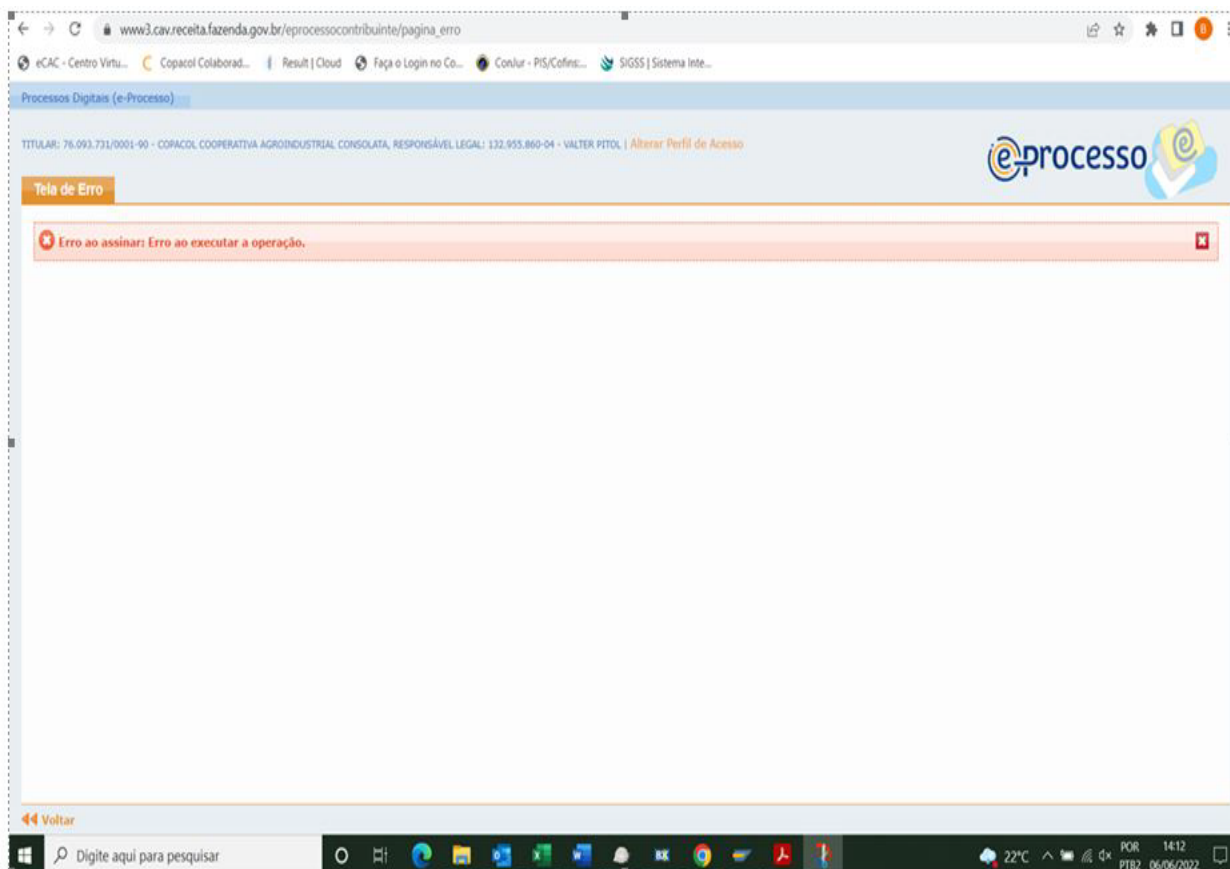 www3.cav.receita.fazenda.gov.br/eprocessocontribuinte/pagina_erro
B
eCAC - Centro Virtu... Copacol Colaborad... Result | Cloud Faça o Login no Co... ConJur - PIS/Cofins:... SIGSS | Sistema Inte...
Processos Digitais (e-Processo)
TITULAR: 76.093.731/0001-90 - COPACOL COOPERATIVA AGROINDUSTRIAL CONSOLATA, RESPONSÁVEL LEGAL: 132.955.860-04 - VALTER PITOL | Alterar Perfil de Acesso
e-processo
Tela de Erro
Erro ao assinar: Erro ao executar a operação.
Voltar
Digite aqui para pesquisar
22°C
POR
PTB2
14:12
06/06/2022